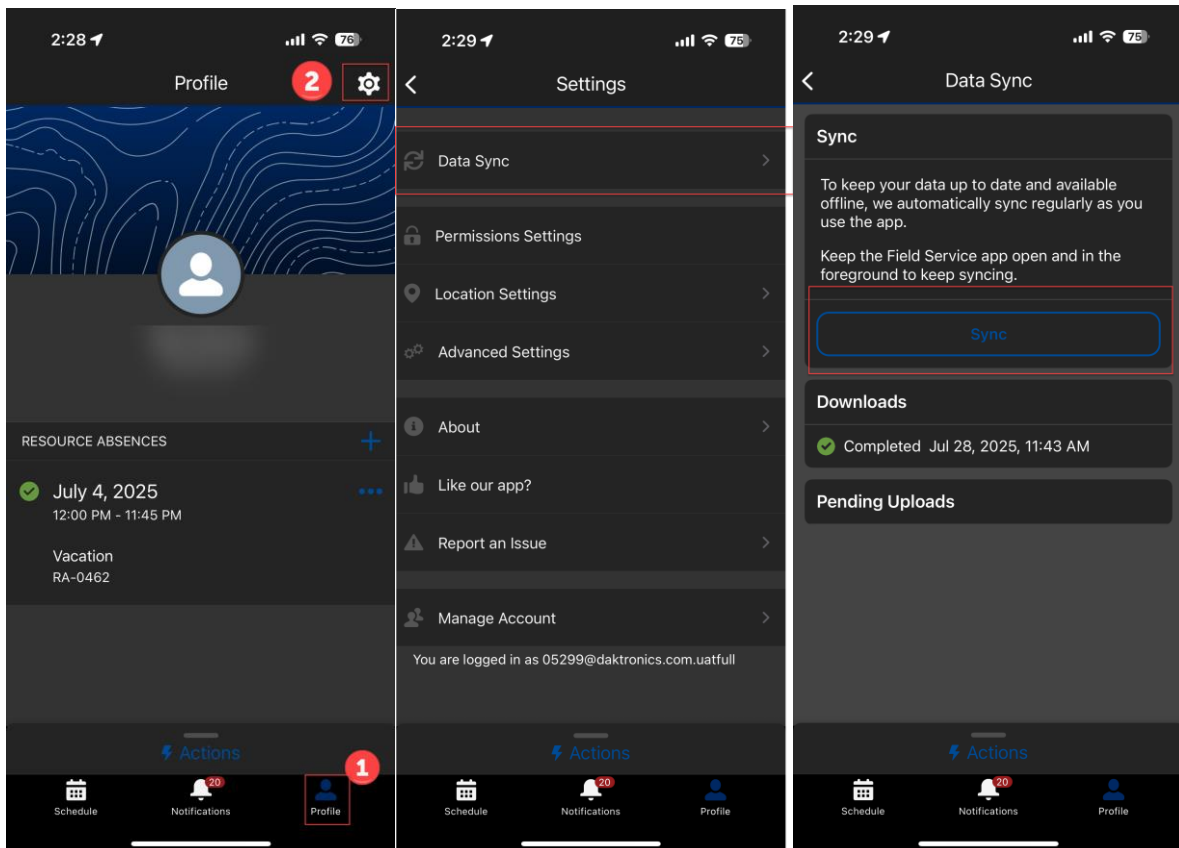 2:28
76
Profile
2
RESOURCE ABSENCES
July 4, 2025
12:00 PM - 11:45 PM
Vacation
RA-0462
Actions
1
20
Schedule
Notifications
Profile
2:29
75
Settings
Data Sync
Permissions Settings
Location Settings
Advanced Settings
About
Like our app?
Report an Issue
Manage Account
You are logged in as 05299@daktronics.com.uatfull
Actions
20
Schedule
Notifications
Profile
2:29
75
Data Sync
Sync
To keep your data up to date and available
offline, we automatically sync regularly as you
use the app.
Keep the Field Service app open and in the
foreground to keep syncing.
Sync
Downloads
Completed Jul 28, 2025, 11:43 AM
Pending Uploads
Actions
20
Schedule
Notifications
Profile